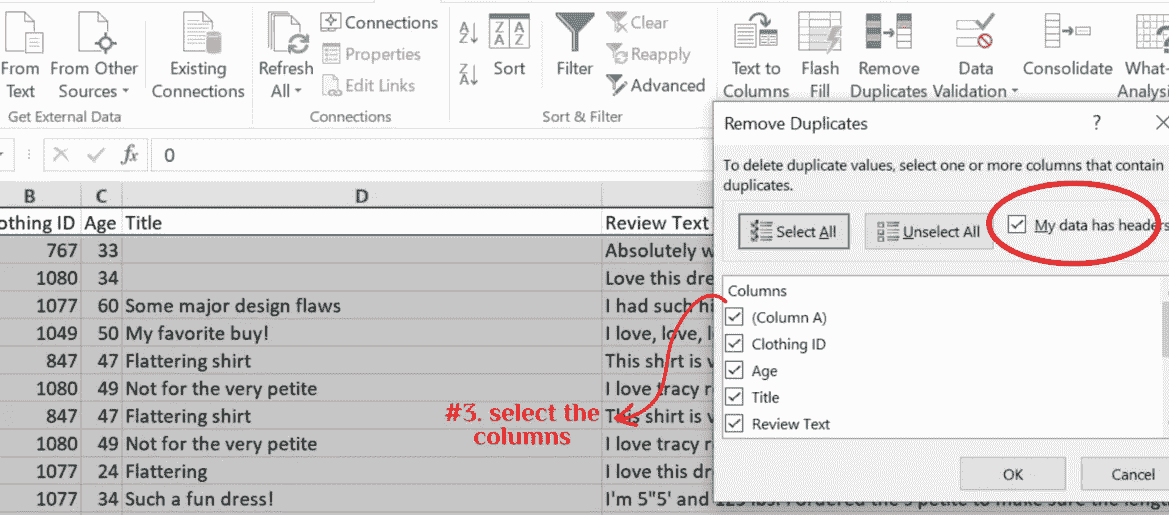 From Text
From Other Sources
Existing Connections
Refresh All
Connections
Properties
Edit Links
Sort
Filter
Clear
Reapply
Advanced
Text to Columns
Flash Fill
Remove Duplicates
Data Validation
Consolidate
What-
Analysi
Get External Data
Connections
Sort & Filter
fx 0
B C D
othing ID Age Title Review Text
767 33 Absolutely w
1080 34 Love this dre
1077 60 Some major design flaws I had such hi
1049 50 My favorite buy! I love, love, l
847 47 Flattering shirt This shirt is v
1080 49 Not for the very petite I love tracy r
847 47 Flattering shirt This shirt is v
1080 49 Not for the very petite I love tracy r
1077 24 Flattering I love this dr
1077 34 Such a fun dress! I'm 5"5' and 125 lbs. I ordered the s petite to make sure the length
#3. select the
columns
Remove Duplicates ?
To delete duplicate values, select one or more columns that contain
duplicates.
Select All Unselect All My data has headers
Columns
(Column A)
Clothing ID
Age
Title
Review Text
OK Cancel